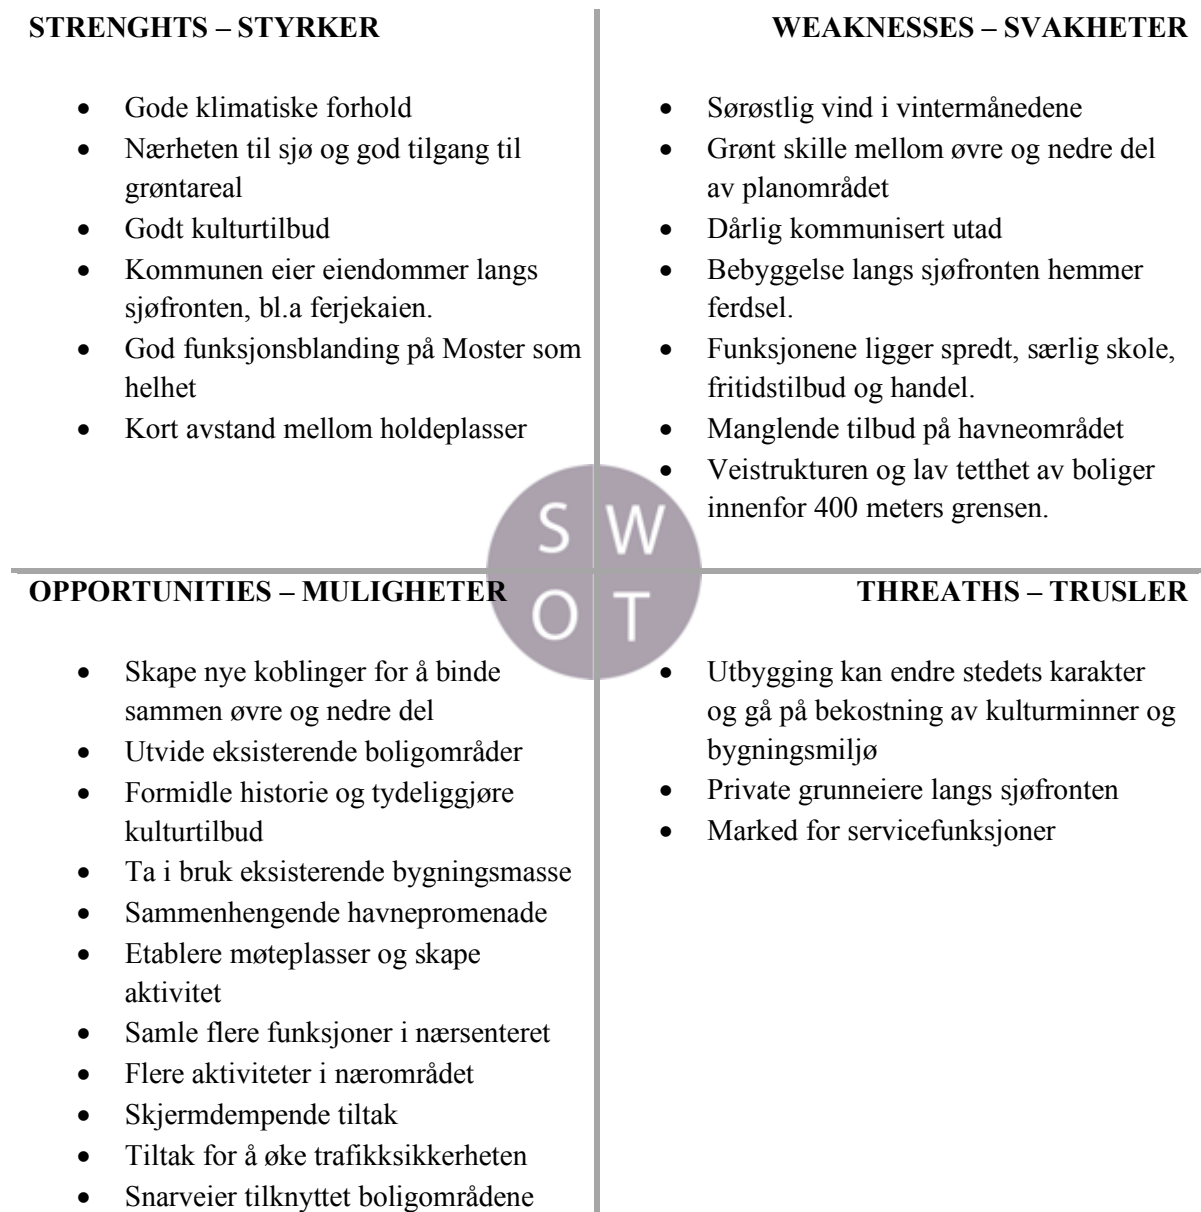 STRENGHTS – STYRKER
• Gode klimatiske forhold
• Nærheten til sjø og god tilgang til
grøntareal
• Godt kulturtilbud
• Kommunen eier eiendommer langs
sjøfronten, bl.a ferjekaien.
• God funksjonsblanding på Moster som
helhet
• Kort avstand mellom holdeplasser
WEAKNESSES – SVAKHETER
• Sørøstlig vind i vintermånedene
• Grønt skille mellom øvre og nedre del
av planområdet
• Dårlig kommunisert utad
• Bebyggelse langs sjøfronten hemmer
ferdsel.
• Funksjonene ligger spredt, særlig skole,
fritidstilbud og handel.
• Manglende tilbud på havneområdet
• Veistrukturen og lav tetthet av boliger
innenfor 400 meters grensen.
S W
O T
OPPORTUNITIES – MULIGHETER
• Skape nye koblinger for å binde
sammen øvre og nedre del
• Utvide eksisterende boligområder
• Formidle historie og tydeliggjøre
kulturtilbud
• Ta i bruk eksisterende bygningsmasse
• Sammenhengende havnepromenade
• Etablere møteplasser og skape
aktivitet
• Samle flere funksjoner i nærsenteret
• Flere aktiviteter i nærområdet
• Skjermdempende tiltak
• Tiltak for å øke trafikksikkerheten
• Snarveier tilknyttet boligområdene
THREATHS – TRUSLER
• Utbygging kan endre stedets karakter
og gå på bekostning av kulturminner og
bygningsmiljø
• Private grunneiere langs sjøfronten
• Marked for servicefunksjoner